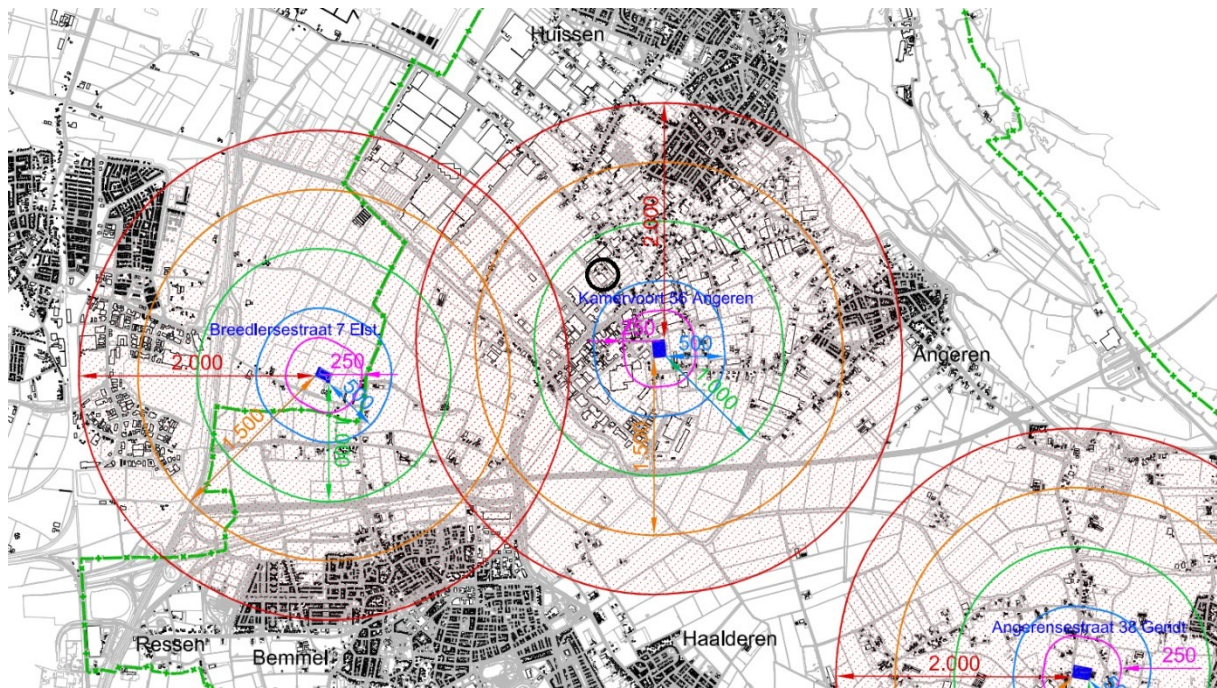 Huissen
2.000
Kamervoort 56 Angeren
250
500
1.000
1.500
Breedlersestraat 7 Elst
2.000
250
500
1.500
Angeren
Ressen
Bemmel
Haalderen
Angerensestraat 38 Gendt
2.000
250